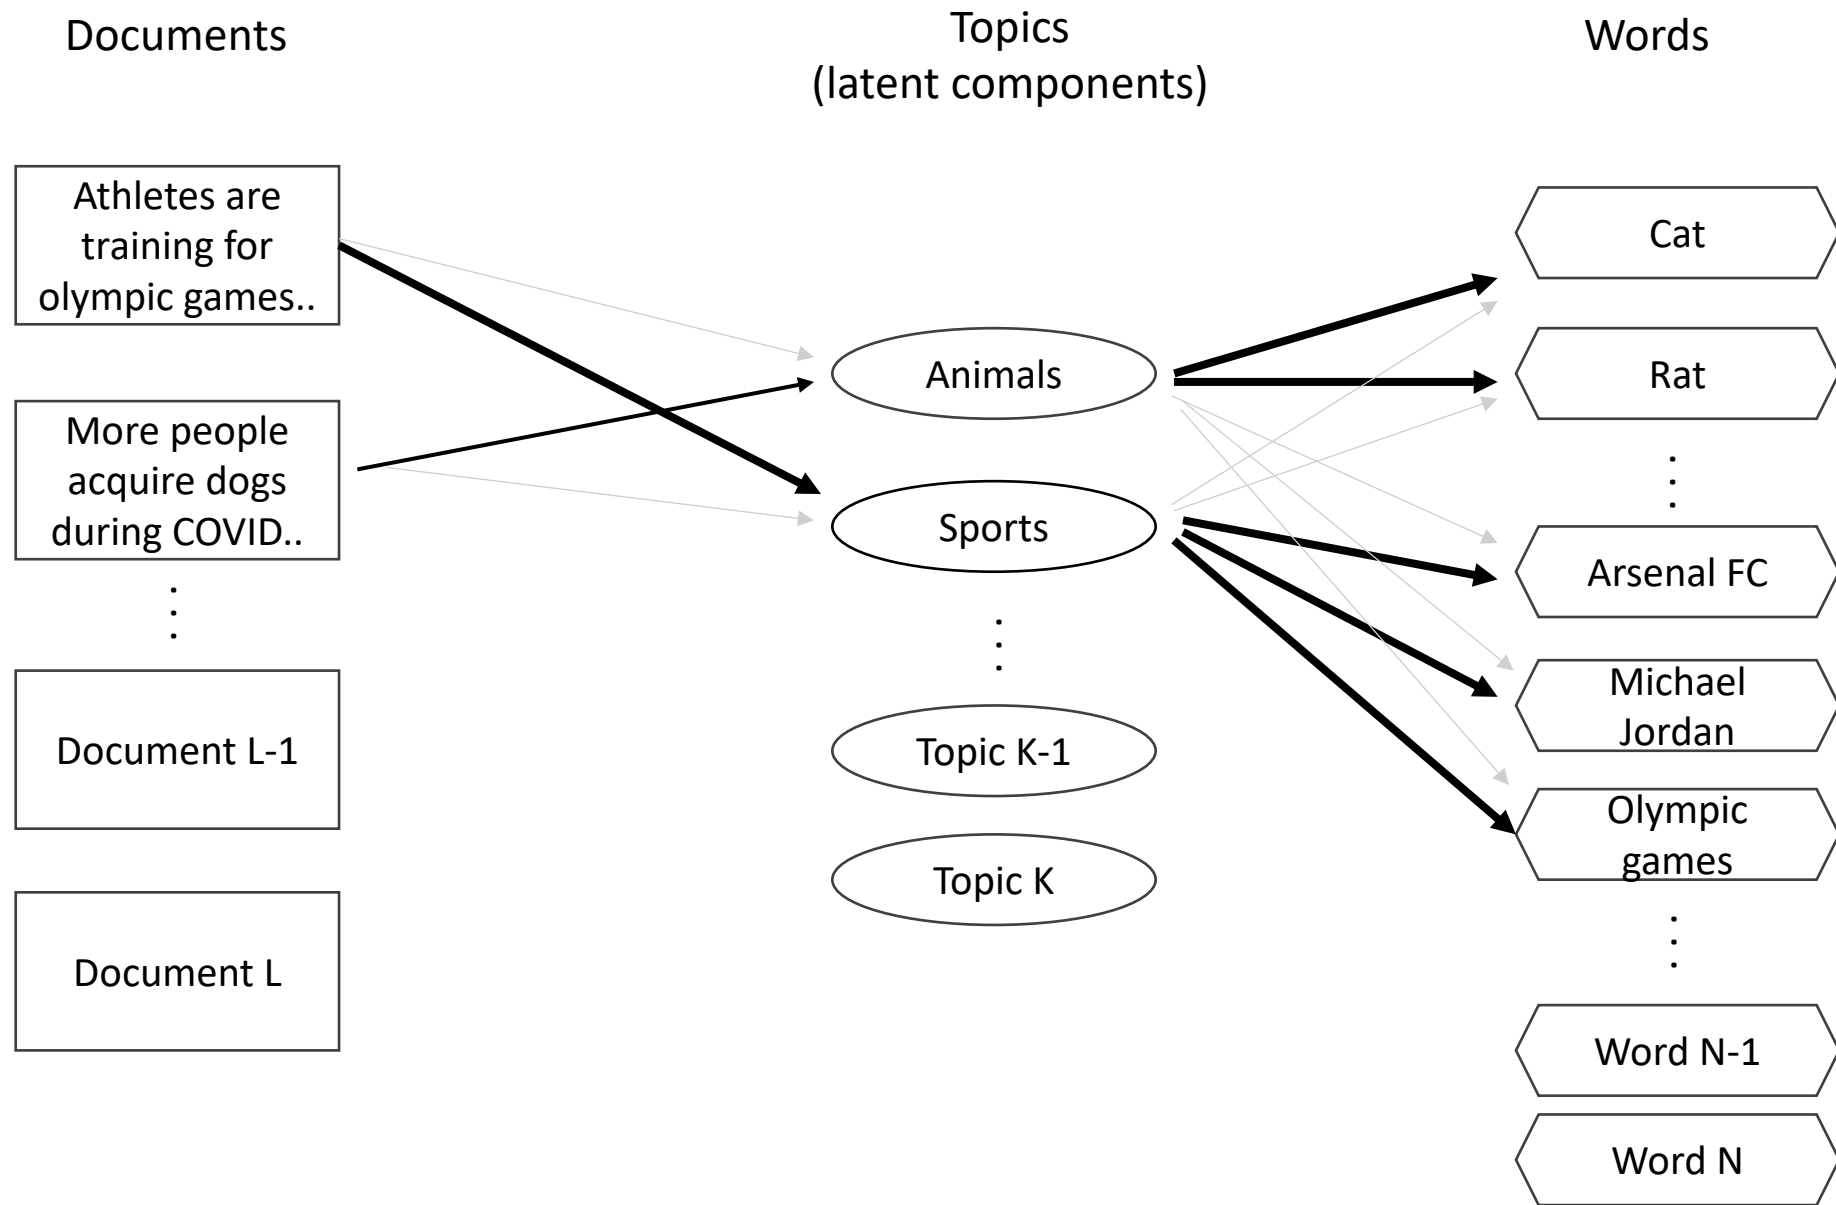 Documents
Topics
(latent components)
Words
Athletes are
training for
olympic games..
More people
acquire dogs
during COVID..
Document L-1
Document L
Animals
Sports
Topic K-1
Topic K
Cat
Rat
Arsenal FC
Michael
Jordan
Olympic
games
Word N-1
Word N